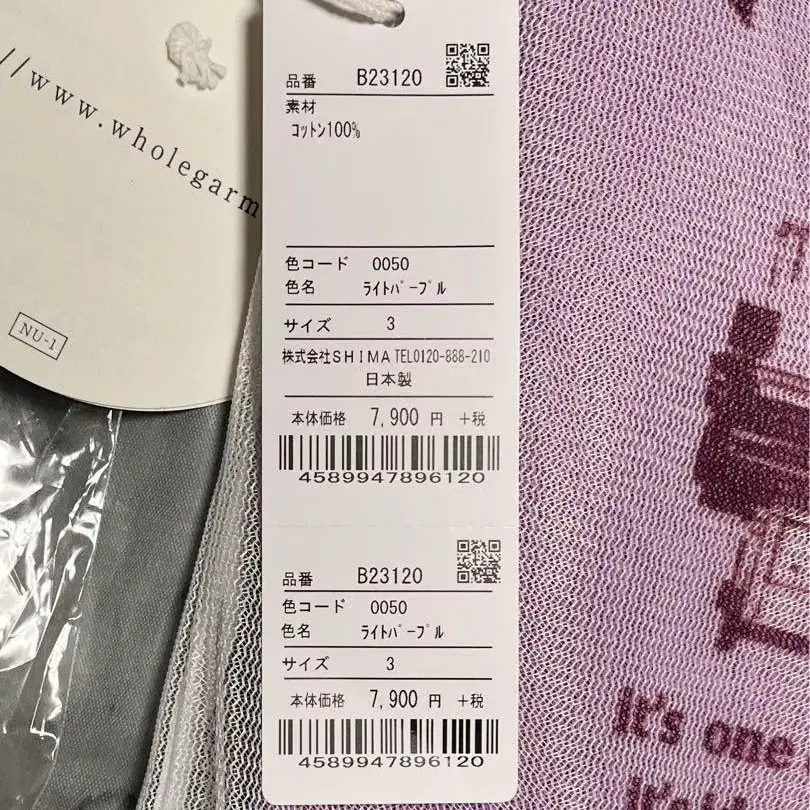 //www.wholegarm
NU-1
品番 B23120
素材
コットン100%
色コード 0050
色名 ﾗｲﾄﾊﾟｰﾌﾟﾙ
サイズ 3
株式会社SHIMA TEL0120-888-210
日本製
本体価格 7,900 円 +税
4589947896120
品番 B23120
色コード 0050
色名 ﾗｲﾄﾊﾟｰﾌﾟﾙ
サイズ 3
本体価格 7,900 円 +税
4589947896120
It's one